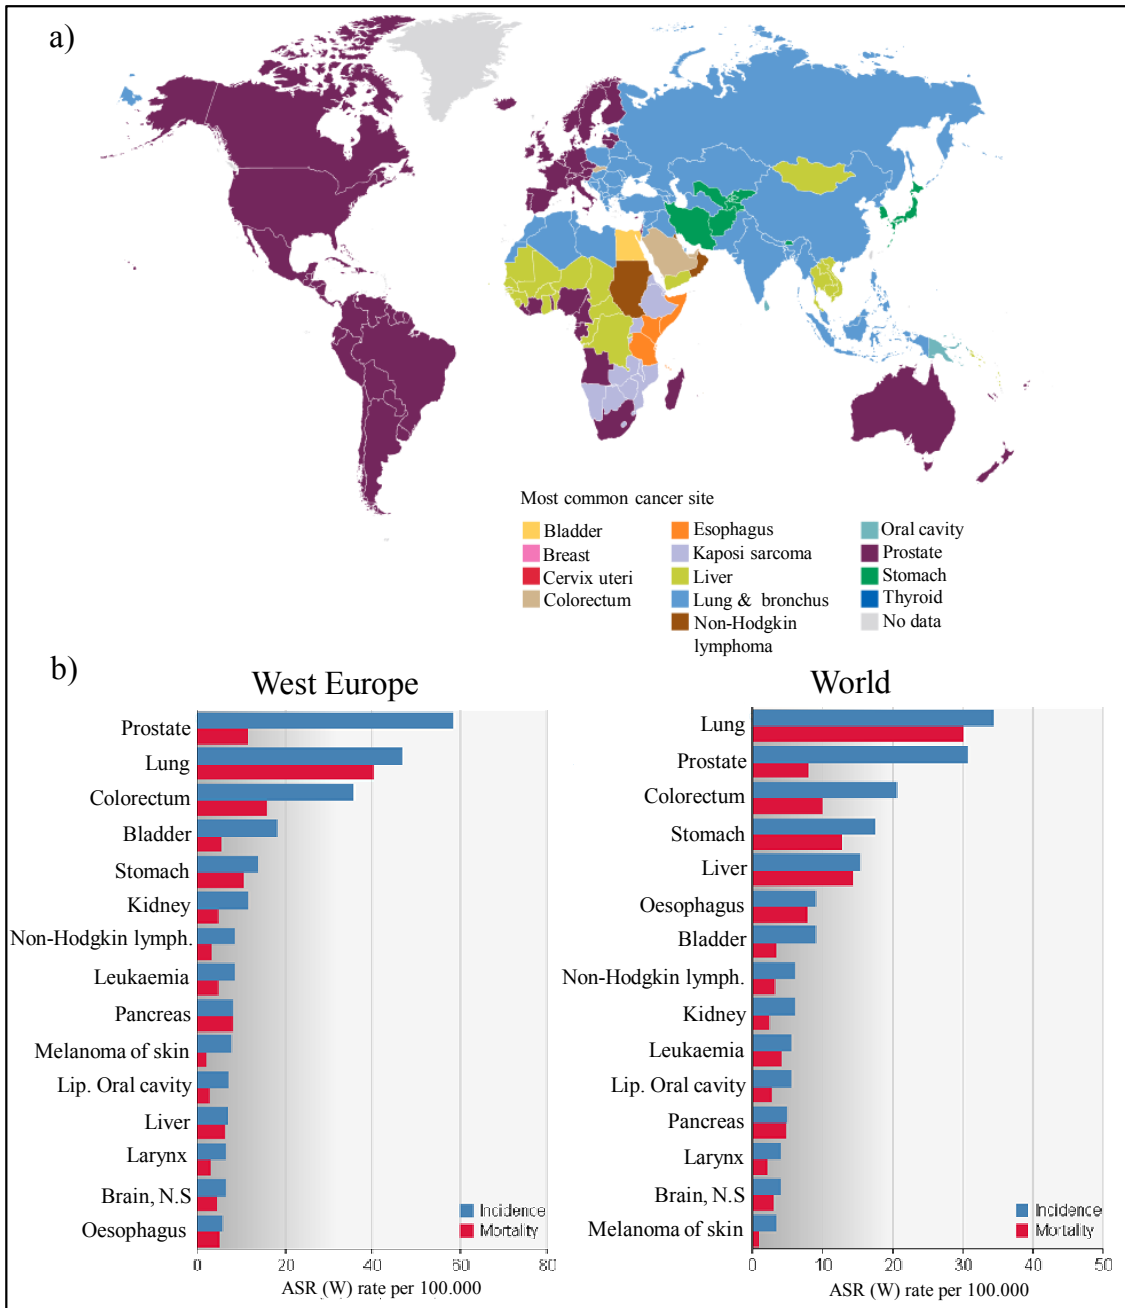 a)
Most common cancer site
Bladder
Breast
Cervix uteri
Colorectum
Esophagus
Kaposi sarcoma
Liver
Lung & bronchus
Non-Hodgkin
lymphoma
Oral cavity
Prostate
Stomach
Thyroid
No data
b)
West Europe
Prostate
Lung
Colorectum
Bladder
Stomach
Kidney
Non-Hodgkin lymph.
Leukaemia
Pancreas
Melanoma of skin
Lip. Oral cavity
Liver
Larynx
Brain, N.S
Oesophagus
Incidence
Mortality
0 20 40 60 80
ASR (W) rate per 100.000
World
Lung
Prostate
Colorectum
Stomach
Liver
Oesophagus
Bladder
Non-Hodgkin lymph.
Kidney
Leukaemia
Lip. Oral cavity
Pancreas
Larynx
Brain, N.S
Melanoma of skin
Incidence
Mortality
0 10 20 30 40 50
ASR (W) rate per 100.000